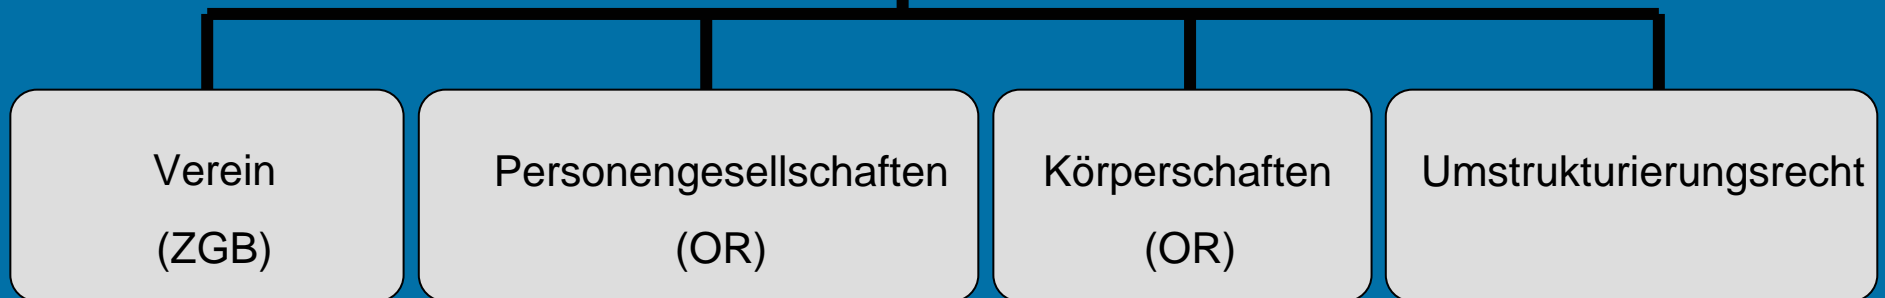 Verein
(ZGB)
Personengesellschaften
(OR)
Körperschaften
(OR)
Umstrukturierungsrecht